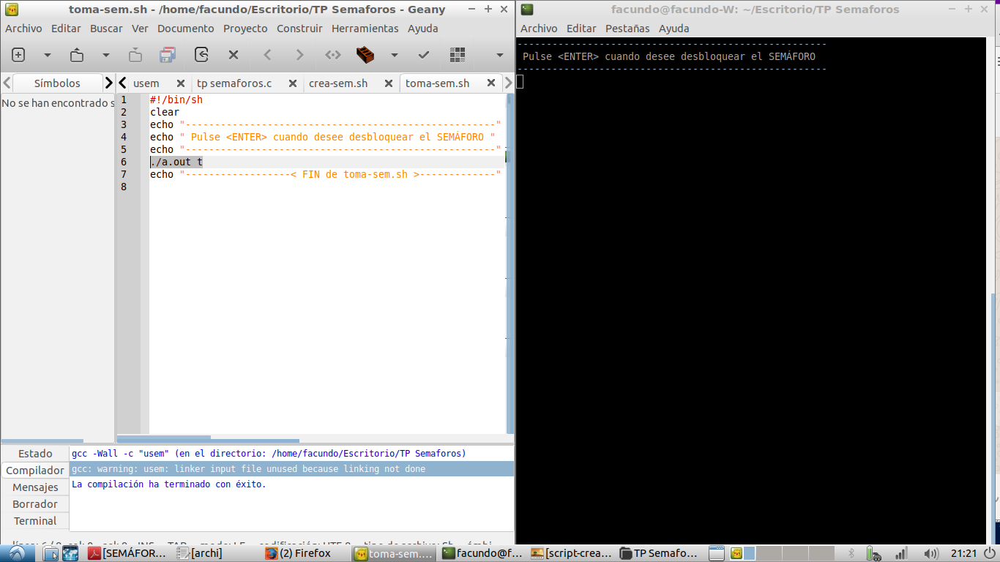 toma-sem.sh - /home/facundo/Escritorio/TP Semaforos - Geany
Archivo Editar Buscar Ver Documento Proyecto Construir Herramientas Ayuda
Símbolos
usem
tp semaforos.c
crea-sem.sh
toma-sem.sh
No se han encontrado s
1 #!/bin/sh
2 clear
3 echo "-----------------------------------------------------"
4 echo " Pulse <ENTER> cuando desee desbloquear el SEMÁFORO "
5 echo "-----------------------------------------------------"
6 ./a.out t
7 echo "------------------< FIN de toma-sem.sh >-------------"
8
Estado
Compilador
Mensajes
Borrador
Terminal
gcc -Wall -c "usem" (en el directorio: /home/facundo/Escritorio/TP Semaforos)
gcc: warning: usem: linker input file unused because linking not done
La compilación ha terminado con éxito.
facundo@facundo-W: ~/Escritorio/TP Semaforos
Archivo Editar Pestañas Ayuda
-----------------------------------------------------
Pulse <ENTER> cuando desee desbloquear el SEMÁFORO
-----------------------------------------------------
[SEMÁFOR...
[archi]
(2) Firefox
toma-sem....
facundo@f...
[script-crea...
TP Semafo...
21:21